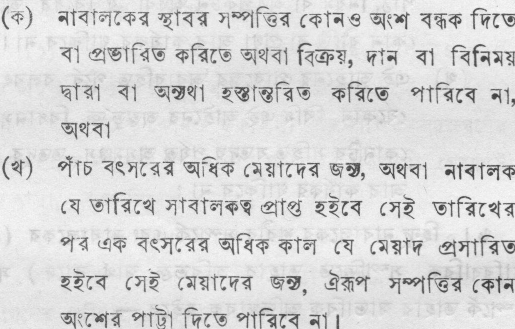 (ক) নাবালকের স্থাবর সম্পত্তির কোনও অংশ বন্ধক দিতে
বা প্রভারিত করিতে অথবা বিক্রয়, দান বা বিনিময়
দ্বারা বা অন্যথা হস্তান্তরিত করিতে পারিবে না,
অথবা
(খ) পাঁচ বৎসরের অধিক মেয়াদের জন্য, অথবা নাবালক
যে তারিখে সাবালকত্ব প্রাপ্ত হইবে সেই তারিখের
পর এক বৎসরের অধিক কাল যে মেয়াদ প্রসারিত
হইবে সেই মেয়াদের জন্য, ঐরূপ সম্পত্তির কোন
অংশের পাট্টা দিতে পারিবে না।